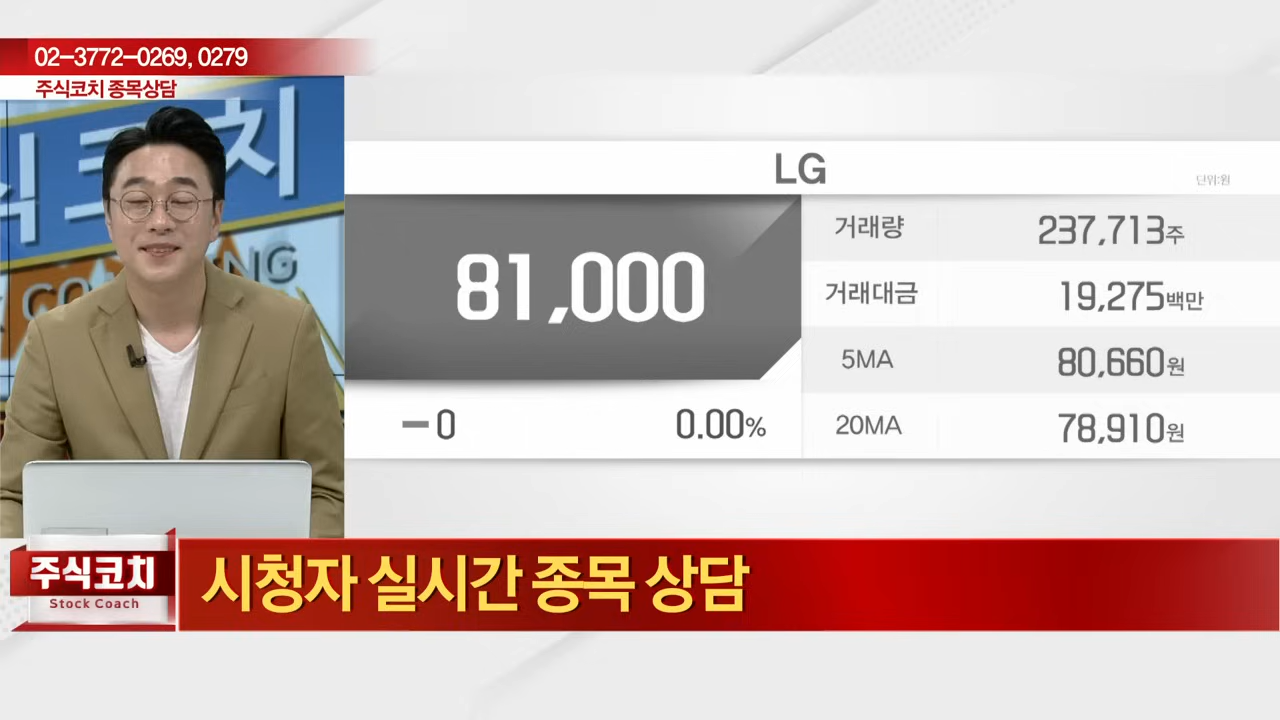 02-3772-0269, 0279
주식코치 종목상담
식코치
LG
단위:원
81,000
0
0.00%
거래량 237,713주
거래대금 19,275백만
5MA 80,660원
20MA 78,910원
주식코치
Stock Coach
시청자 실시간 종목 상담